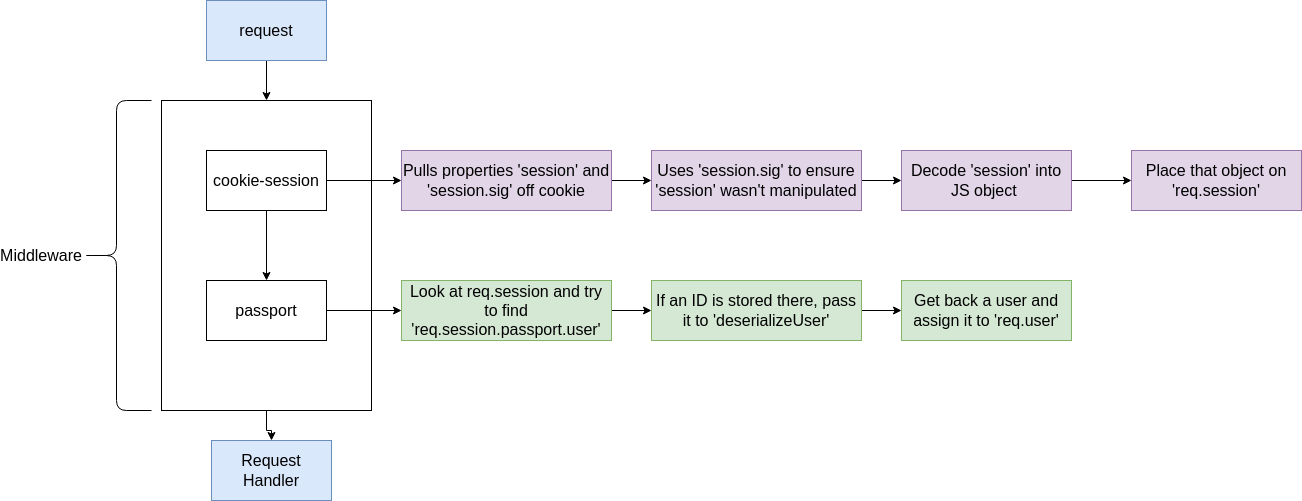 request
cookie-session
Pulls properties 'session' and
'session.sig' off cookie
Uses 'session.sig' to ensure
'session' wasn't manipulated
Decode 'session' into
JS object
Place that object on
'req.session'
Middleware
passport
Look at req.session and try
to find
'req.session.passport.user'
If an ID is stored there, pass
it to 'deserializeUser'
Get back a user and
assign it to 'req.user'
Request
Handler